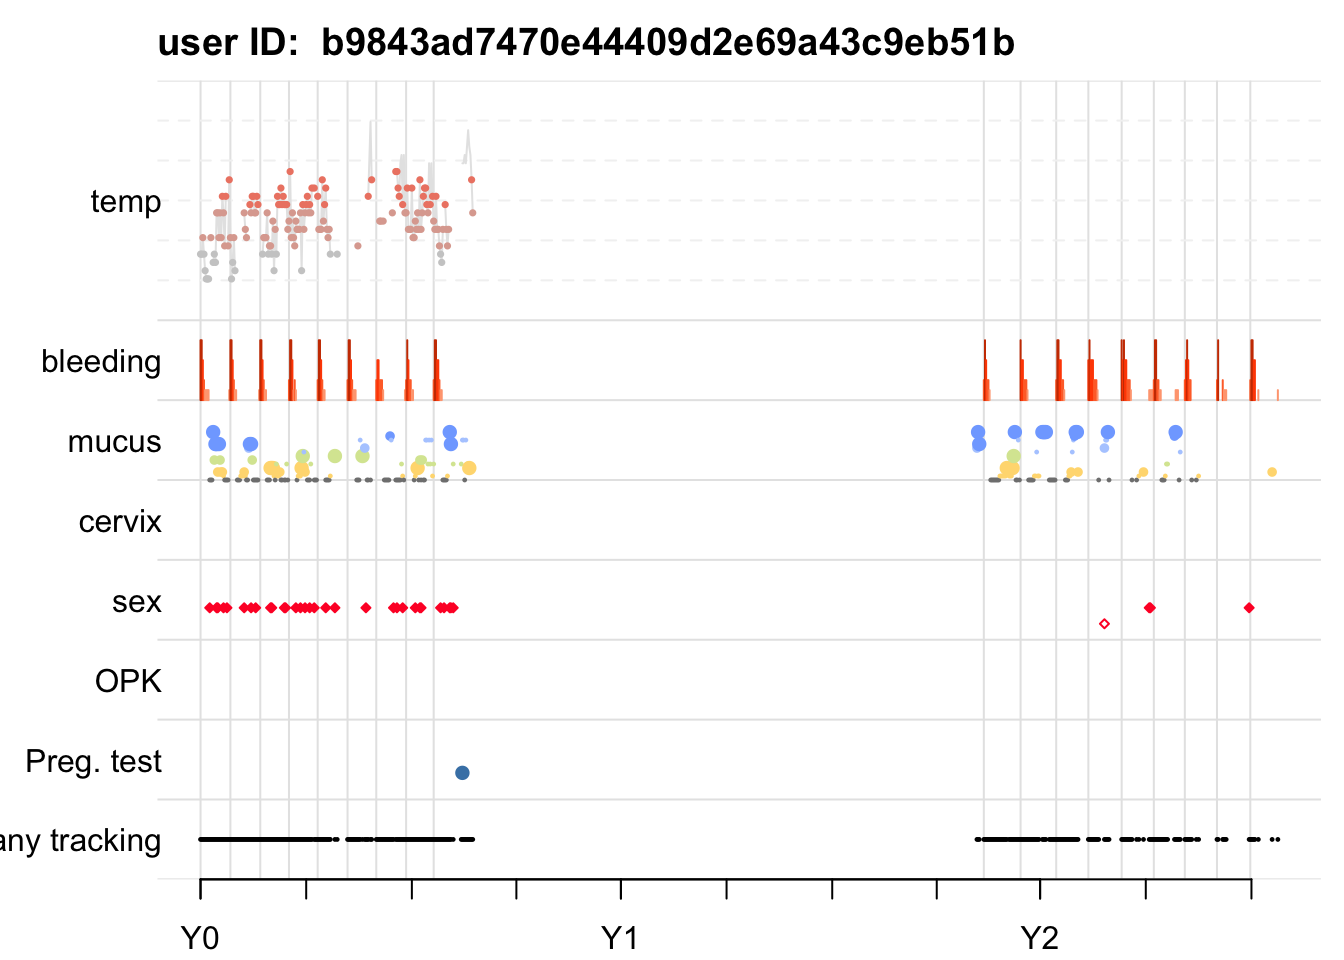 user ID:  b9843ad7470e44409d2e69a43c9eb51b
temp
bleeding
mucus
cervix
sex
OPK
Preg. test
any tracking
Y0 Y1 Y2